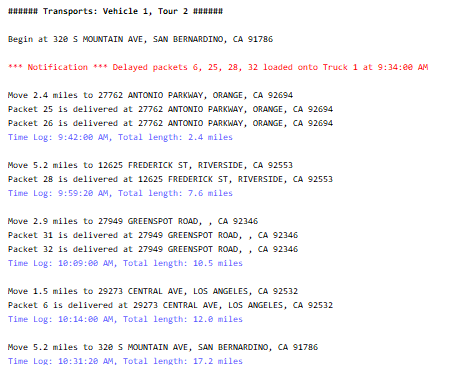 ###### Transports: Vehicle 1, Tour 2 ######
Begin at 320 S MOUNTAIN AVE, SAN BERNARDINO, CA 91786
*** Notification *** Delayed packets 6, 25, 28, 32 loaded onto Truck 1 at 9:34:00 AM
Move 2.4 miles to 27762 ANTONIO PARKWAY, ORANGE, CA 92694
Packet 25 is delivered at 27762 ANTONIO PARKWAY, ORANGE, CA 92694
Packet 26 is delivered at 27762 ANTONIO PARKWAY, ORANGE, CA 92694
Time Log: 9:42:00 AM, Total length: 2.4 miles
Move 5.2 miles to 12625 FREDERICK ST, RIVERSIDE, CA 92553
Packet 28 is delivered at 12625 FREDERICK ST, RIVERSIDE, CA 92553
Time Log: 9:59:20 AM, Total length: 7.6 miles
Move 2.9 miles to 27949 GREENSPOT ROAD, , CA 92346
Packet 31 is delivered at 27949 GREENSPOT ROAD, , CA 92346
Packet 32 is delivered at 27949 GREENSPOT ROAD, , CA 92346
Time Log: 10:09:00 AM, Total length: 10.5 miles
Move 1.5 miles to 29273 CENTRAL AVE, LOS ANGELES, CA 92532
Packet 6 is delivered at 29273 CENTRAL AVE, LOS ANGELES, CA 92532
Time Log: 10:14:00 AM, Total length: 12.0 miles
Move 5.2 miles to 320 S MOUNTAIN AVE, SAN BERNARDINO, CA 91786
Time Log: 10:31:20 AM, Total length: 17.2 miles